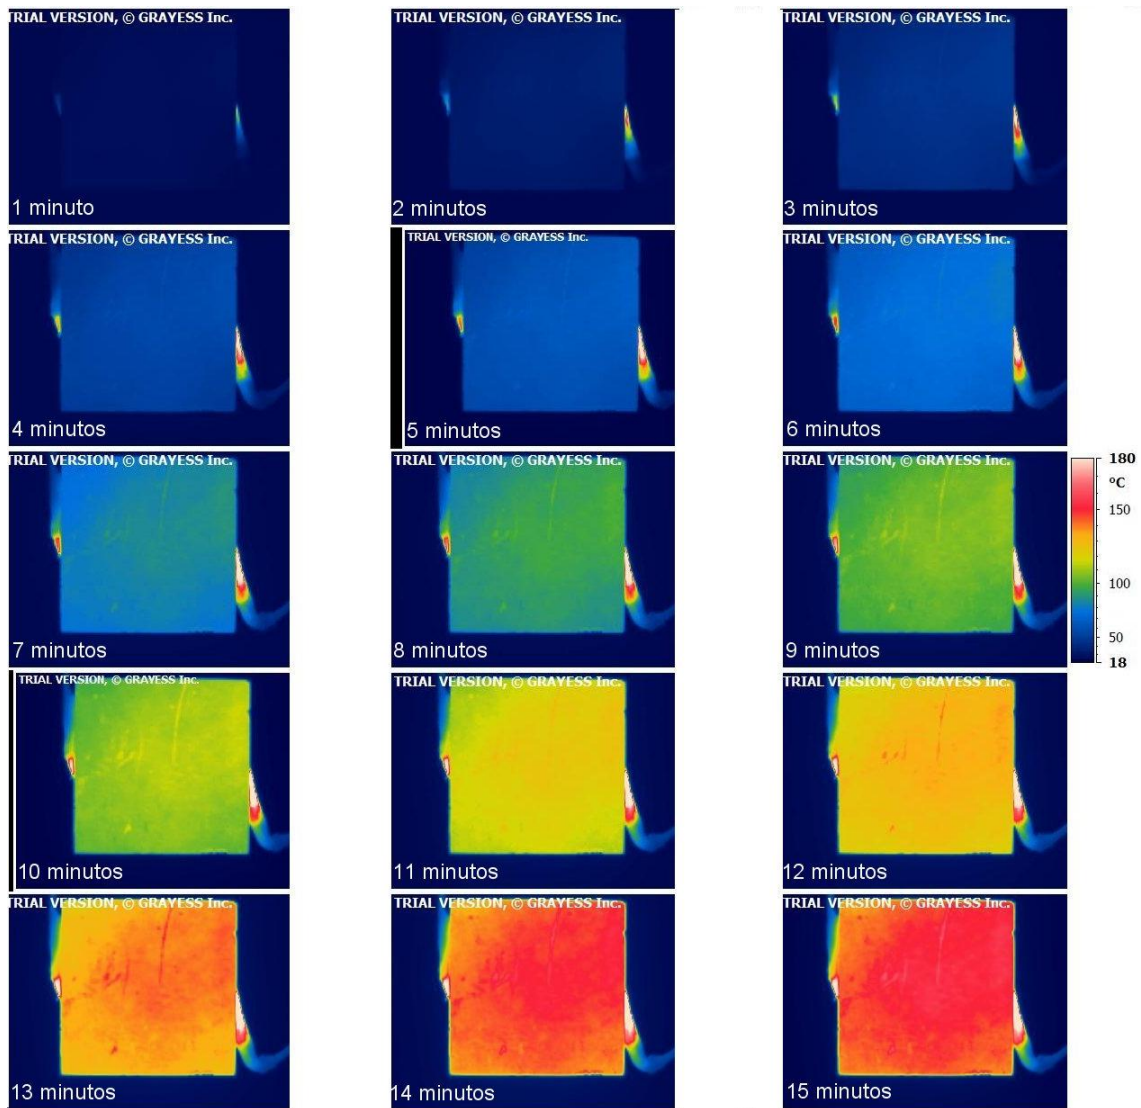 TRIAL VERSION, © GRAYESS Inc.
TRIAL VERSION, © GRAYESS Inc.
TRIAL VERSION, © GRAYESS Inc.
1 minuto
2 minutos
3 minutos
TRIAL VERSION, © GRAYESS Inc.
TRIAL VERSION, © GRAYESS Inc.
TRIAL VERSION, © GRAYESS Inc.
4 minutos
5 minutos
6 minutos
TRIAL VERSION, © GRAYESS Inc.
TRIAL VERSION, © GRAYESS Inc.
TRIAL VERSION, © GRAYESS Inc.
7 minutos
8 minutos
9 minutos
180
ºC
150
100
50
18
TRIAL VERSION, © GRAYESS Inc.
TRIAL VERSION, © GRAYESS Inc.
TRIAL VERSION, © GRAYESS Inc.
10 minutos
11 minutos
12 minutos
TRIAL VERSION, © GRAYESS Inc.
TRIAL VERSION, © GRAYESS Inc.
TRIAL VERSION, © GRAYESS Inc.
13 minutos
14 minutos
15 minutos